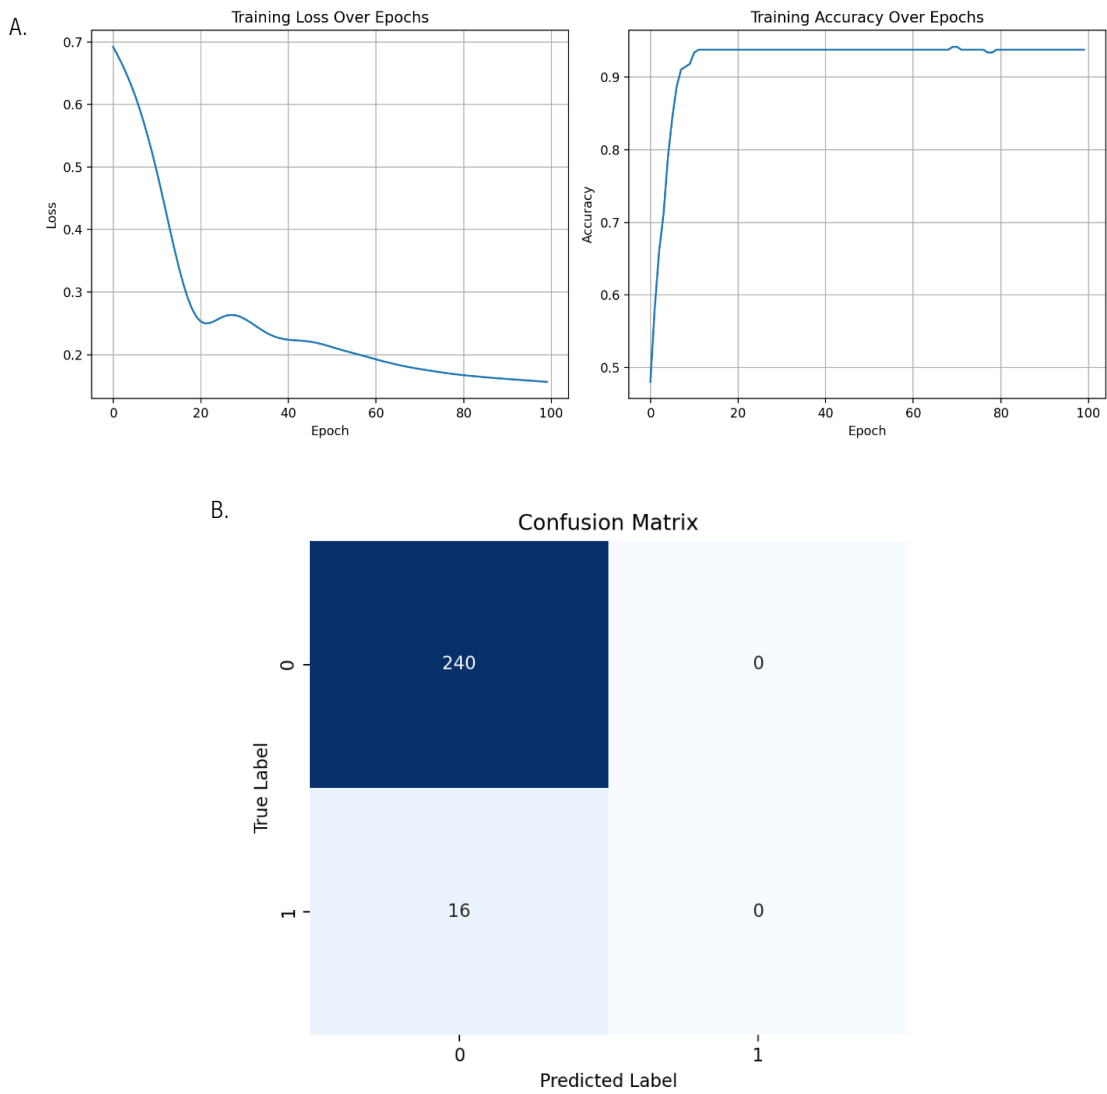 A.
Training Loss Over Epochs
0.7
0.6
0.5
0.4
0.3
0.2
Loss
0 20 40 60 80 100
Epoch
Training Accuracy Over Epochs
0.9
0.8
0.7
0.6
0.5
Accuracy
0 20 40 60 80 100
Epoch
B.
Confusion Matrix
True Label
0
240 0
1
16 0
0 1
Predicted Label